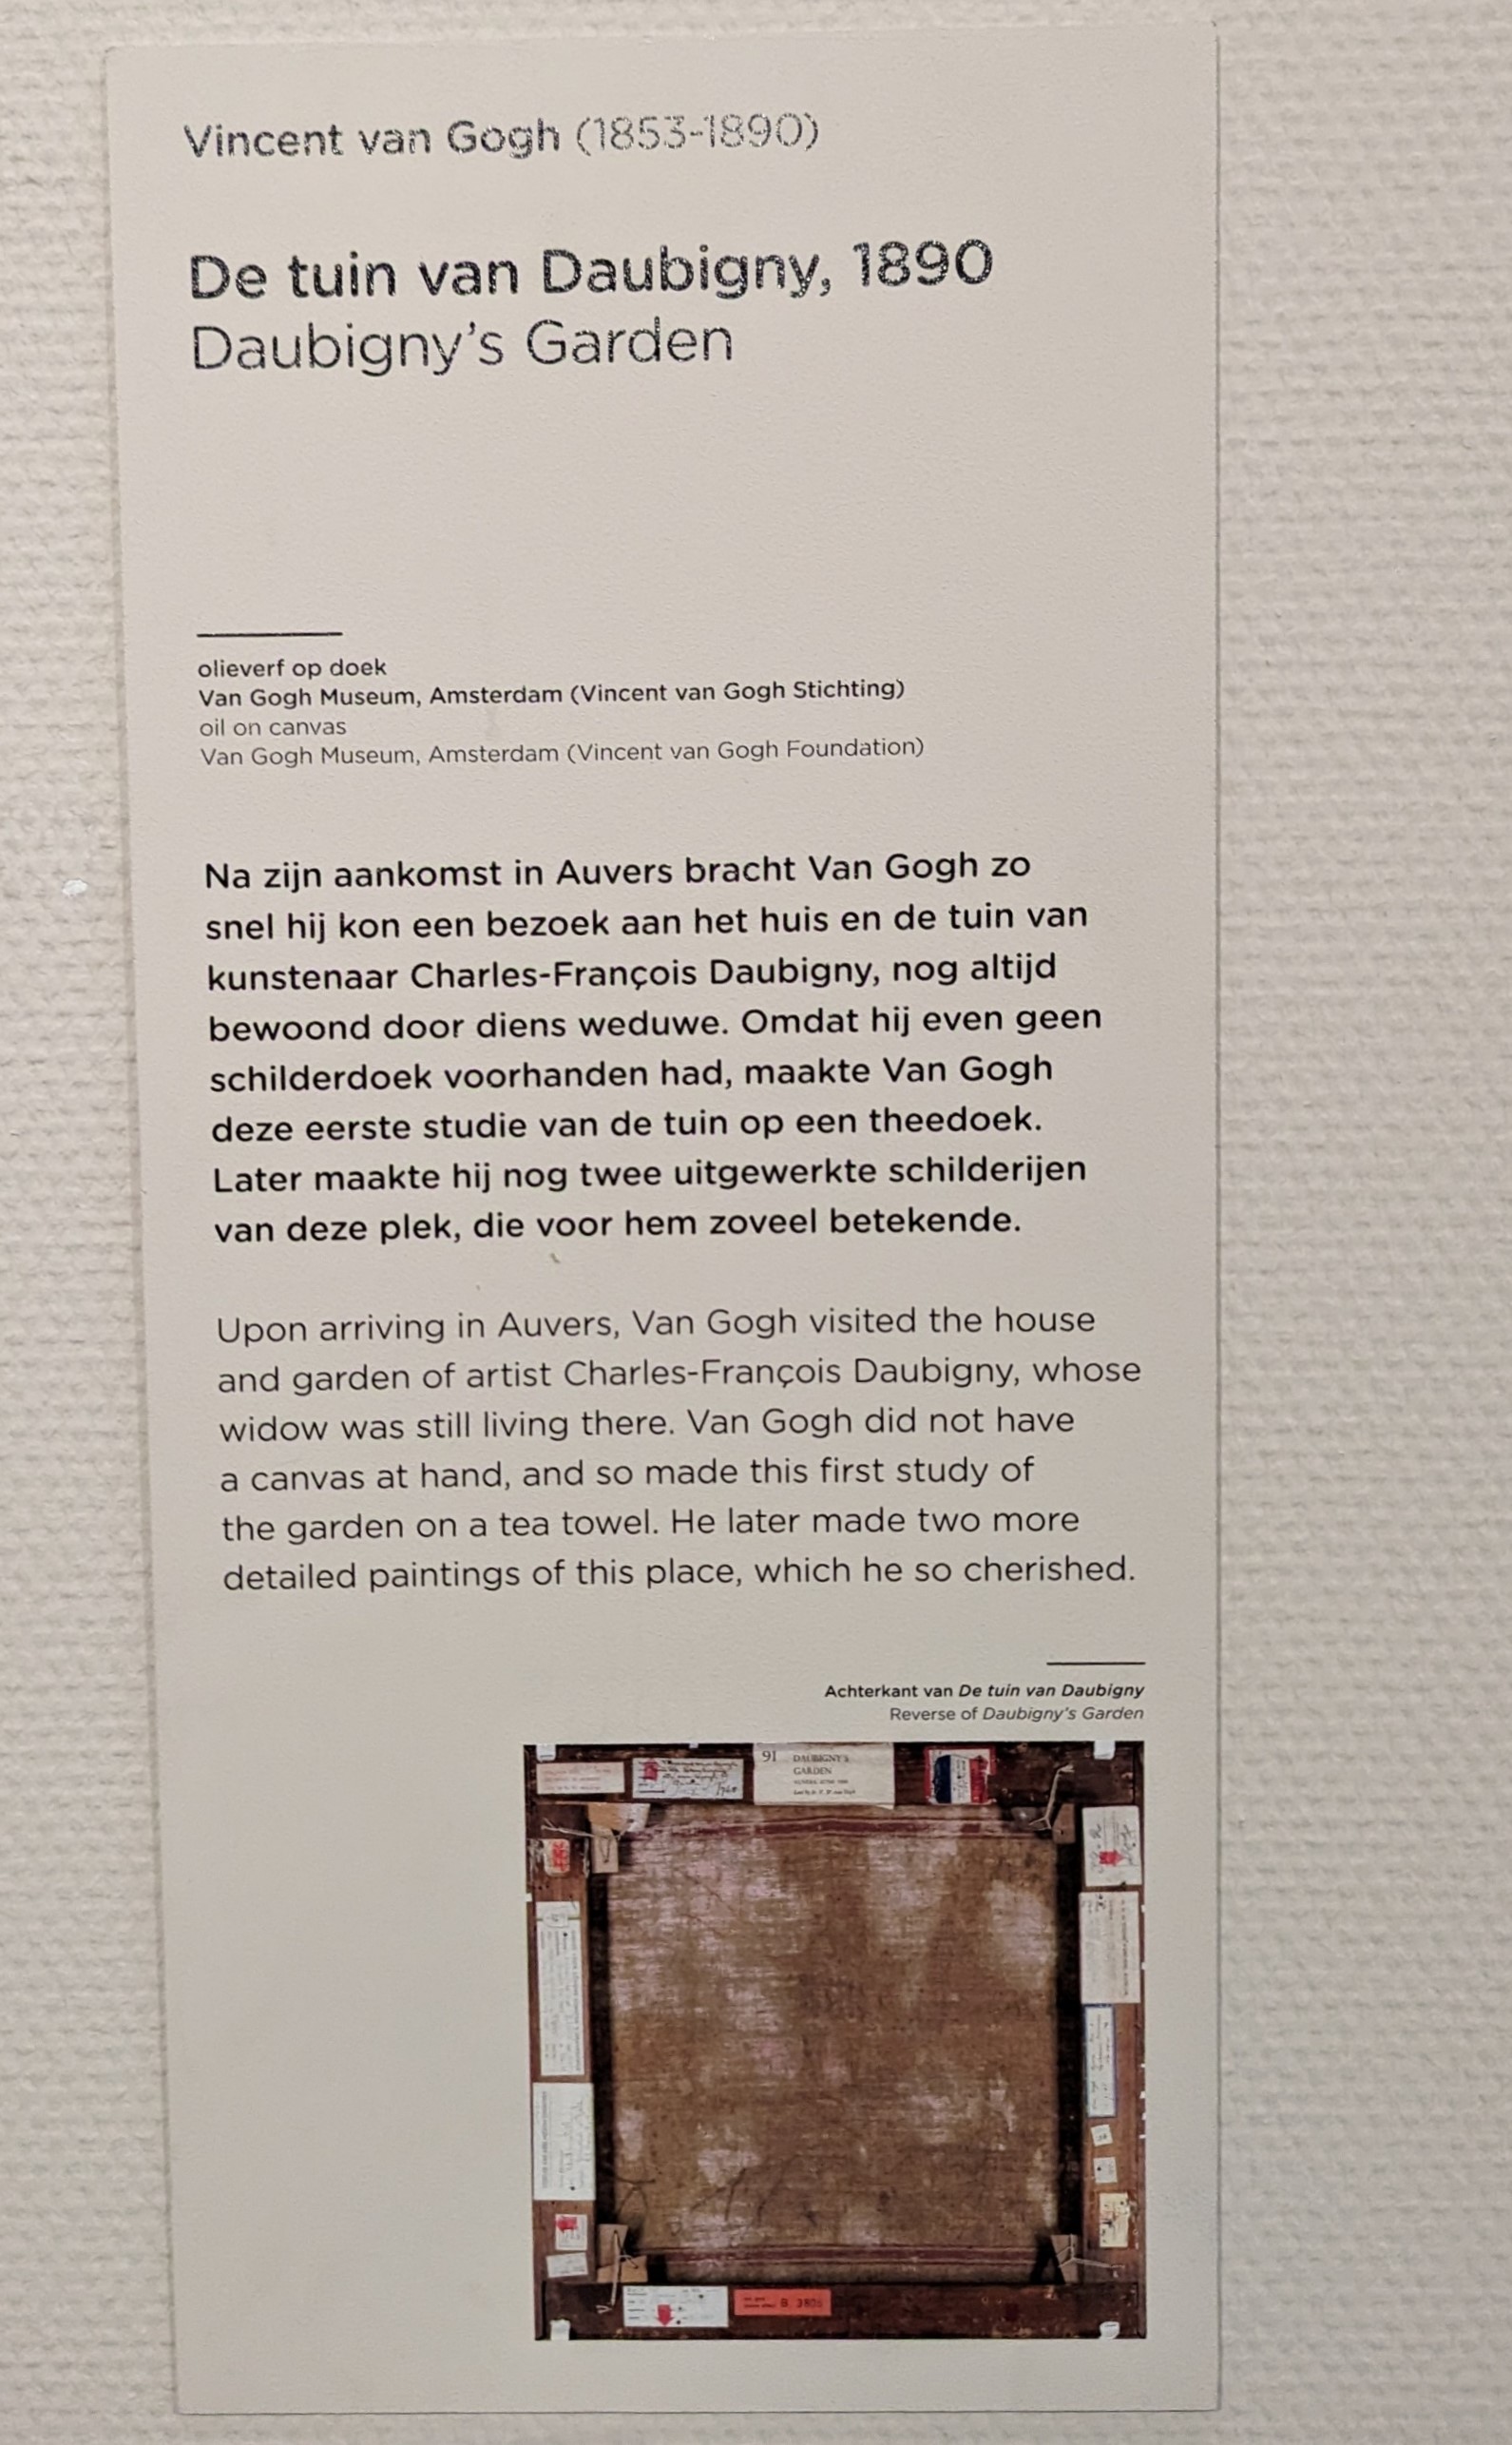 Vincent van Gogh (1853-1890)
De tuin van Daubigny, 1890
Daubigny's Garden
olieverf op doek
Van Gogh Museum, Amsterdam (Vincent van Gogh Stichting)
oil on canvas
Van Gogh Museum, Amsterdam (Vincent van Gogh Foundation)
Na zijn aankomst in Auvers bracht Van Gogh zo
snel hij kon een bezoek aan het huis en de tuin van
kunstenaar Charles-François Daubigny, nog altijd
bewoond door diens weduwe. Omdat hij even geen
schilderdoek voorhanden had, maakte Van Gogh
deze eerste studie van de tuin op een theedoek.
Later maakte hij nog twee uitgewerkte schilderijen
van deze plek, die voor hem zoveel betekende.
Upon arriving in Auvers, Van Gogh visited the house
and garden of artist Charles-François Daubigny, whose
widow was still living there. Van Gogh did not have
a canvas at hand, and so made this first study of
the garden on a tea towel. He later made two more
detailed paintings of this place, which he so cherished.
Achterkant van De tuin van Daubigny
Reverse of Daubigny's Garden
91 DAUBIGNY'S
GARDEN